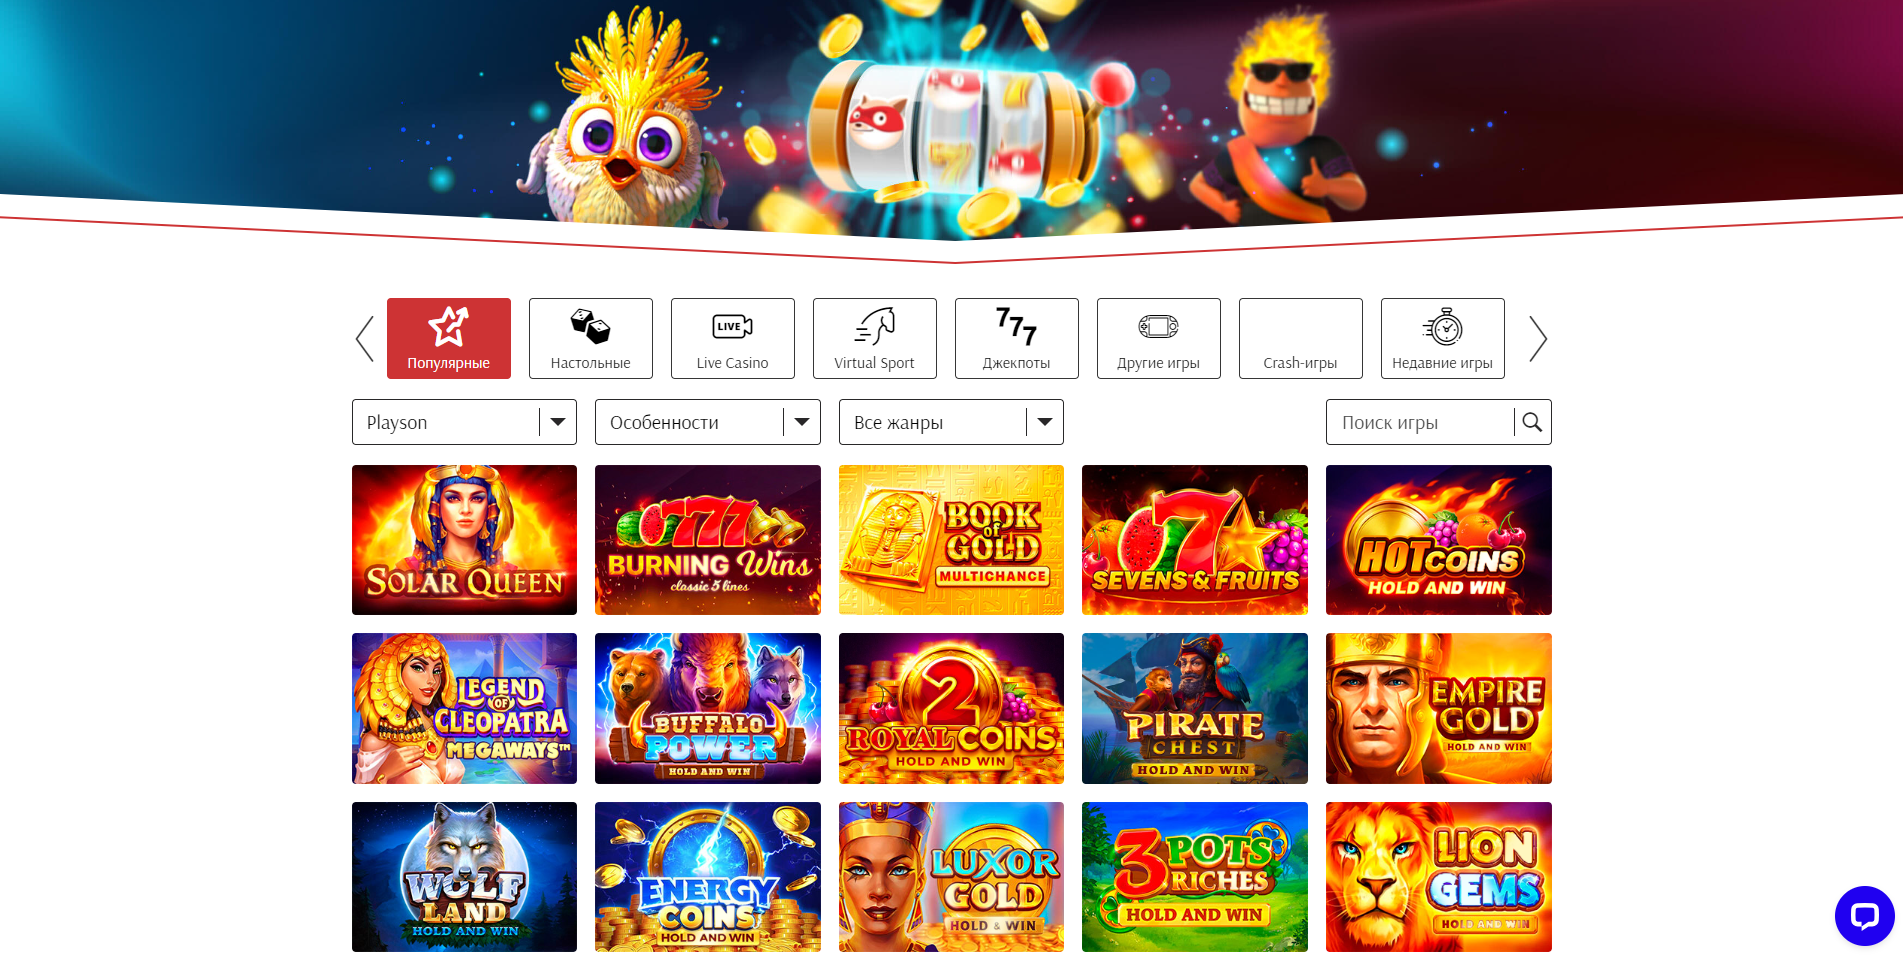 Популярные
Настольные
LIVE
Live Casino
Virtual Sport
777
Джекпоты
Другие игры
Crash-игры
Недавние игры
Playson
Особенности
Все жанры
Поиск игры
SOLAR QUEEN
777
BURNING Wins
classic 5 lines
BOOK
of
GOLD
MULTICHANCE
7
SEVENS & FRUITS
HOT COINS
HOLD AND WIN
LEGEND
OF
CLEOPATRA
MEGAWAYS™
BUFFALO
POWER
HOLD AND WIN
2
ROYAL COINS
HOLD AND WIN
PIRATE
CHEST
HOLD AND WIN
EMPIRE
GOLD
HOLD AND WIN
WOLF
LAND
HOLD AND WIN
ENERGY
COINS
HOLD AND WIN
LUXOR
GOLD
HOLD & WIN
3 POTS
RICHES
HOLD AND WIN
LION
GEMS
HOLD AND WIN